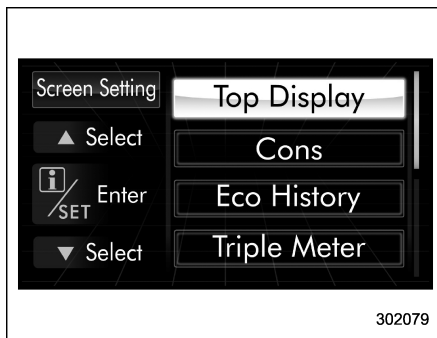 Screen Setting
Top Display
▲ Select
Cons
i/SET Enter
Eco History
▼ Select
Triple Meter
302079